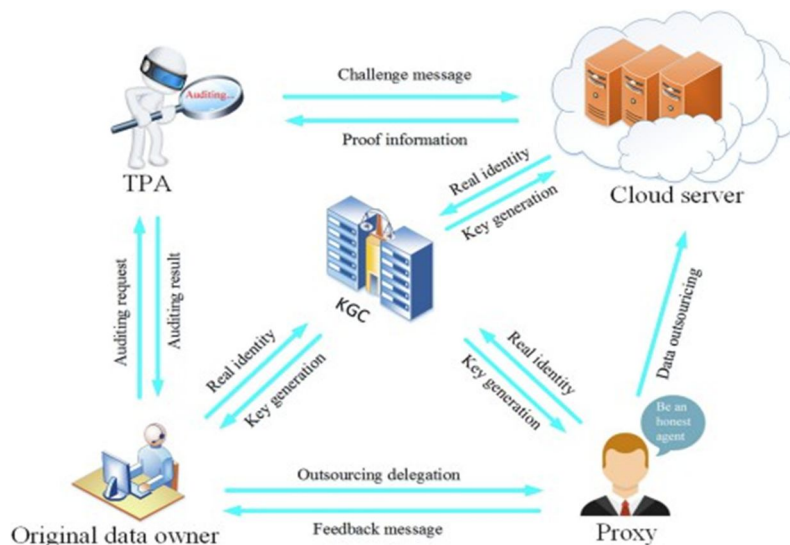 Challenge message
Auditing...
Proof information
TPA
Real identity
Key generation
Cloud server
KGC
Auditing request
Auditing result
Real identity
Key generation
Real identity
Key generation
Data outsouricing
Be an
honest
agent
Outsourcing delegation
Feedback message
Original data owner
Proxy